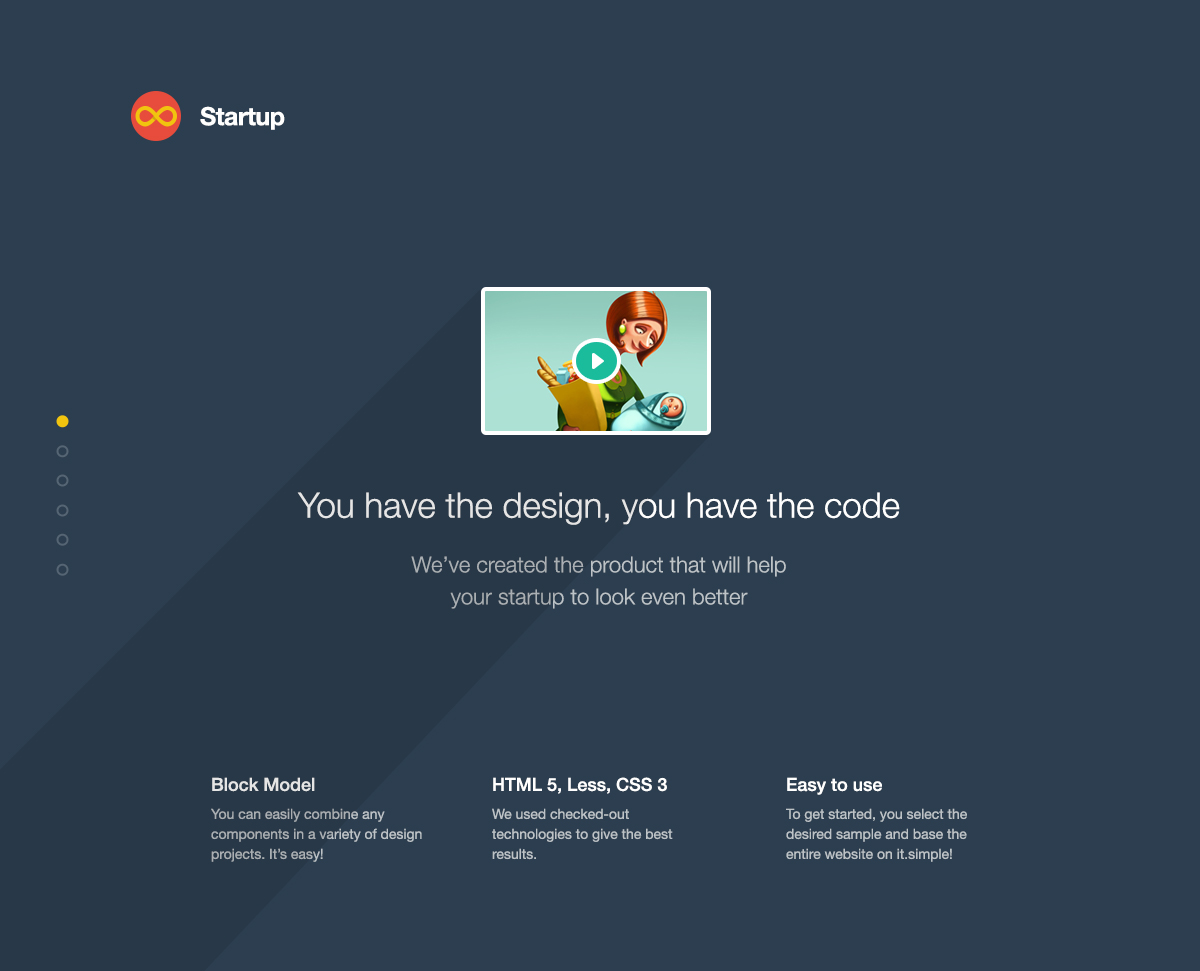 Startup
You have the design, you have the code
We’ve created the product that will help
your startup to look even better
Block Model
You can easily combine any
components in a variety of design
projects. It’s easy!
HTML 5, Less, CSS 3
We used checked-out
technologies to give the best
results.
Easy to use
To get started, you select the
desired sample and base the
entire website on it.simple!